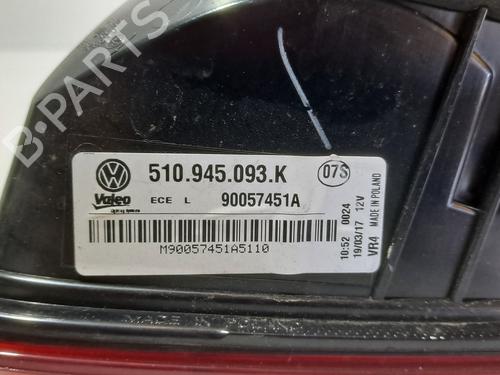 B-PARTS
510.945.093.K
07S
Valeo
ECE L
90057451A
M90057451A5110
10:52 0024
19/03/17 12V
VR4 MADE IN POLAND